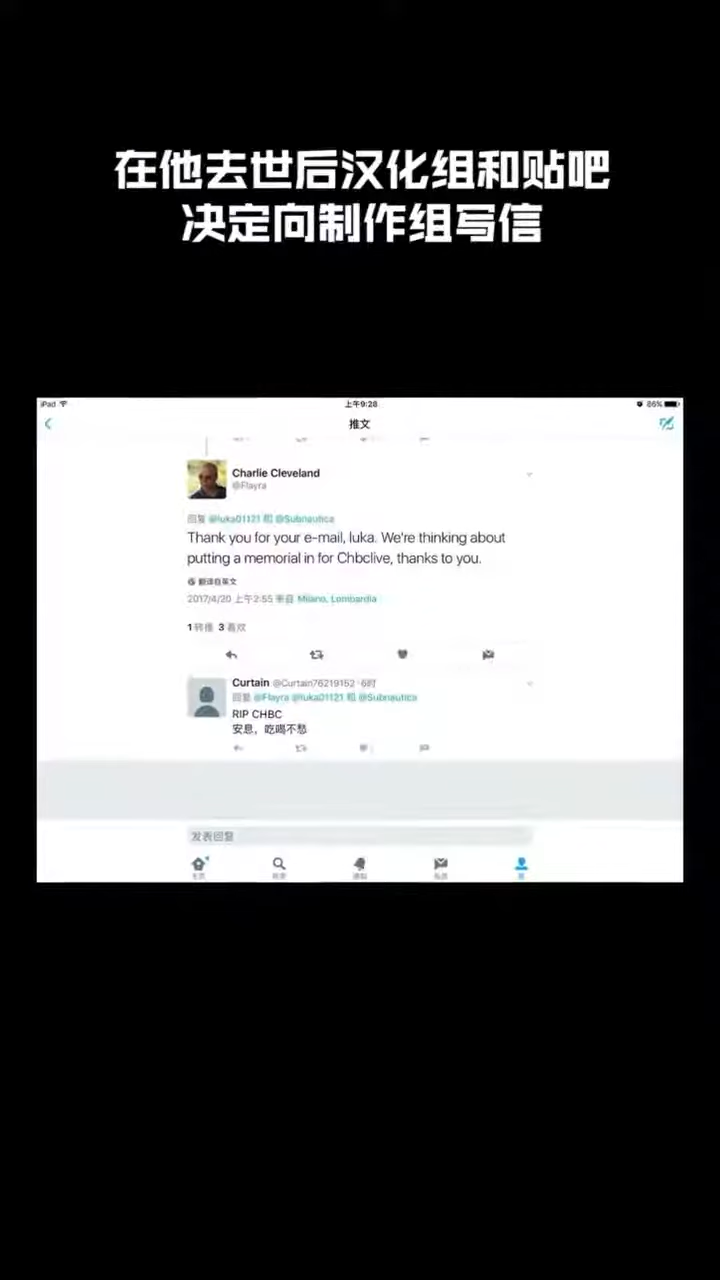 在他去世后汉化组和贴吧
决定向制作组写信
iPad
上午9:28
86%
推文
Charlie Cleveland
@Flayra
回复 @luka01121 和 @Subnautica
Thank you for your e-mail, luka. We're thinking about
putting a memorial in for Chbclive, thanks to you.
翻译自英文
2017/4/20 上午2:55 来自 Milano, Lombardia
1 转推 3 喜欢
Curtain @Curtain76219152 · 6时
回复 @Flayra @luka01121 和 @Subnautica
RIP CHBC
安息，吃喝不愁
发表回复